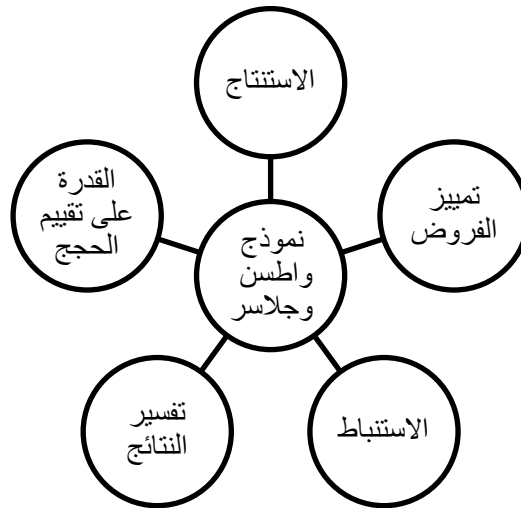 الاستنتاج
تمييز
الفروض
القدرة
على تقييم
الحجج
نموذج
واطسن
وجلاسر
الاستنباط
تفسير
النتائج